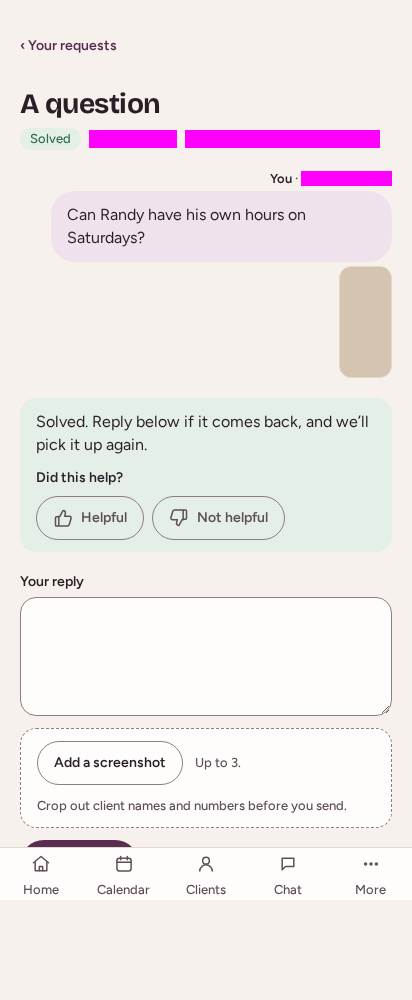 ‹ Your requests
A question
Solved
You ·
Can Randy have his own hours on
Saturdays?
Solved. Reply below if it comes back, and we’ll
pick it up again.
Did this help?
Helpful
Not helpful
Your reply
Add a screenshot
Up to 3.
Crop out client names and numbers before you send.
Home
Calendar
Clients
Chat
More